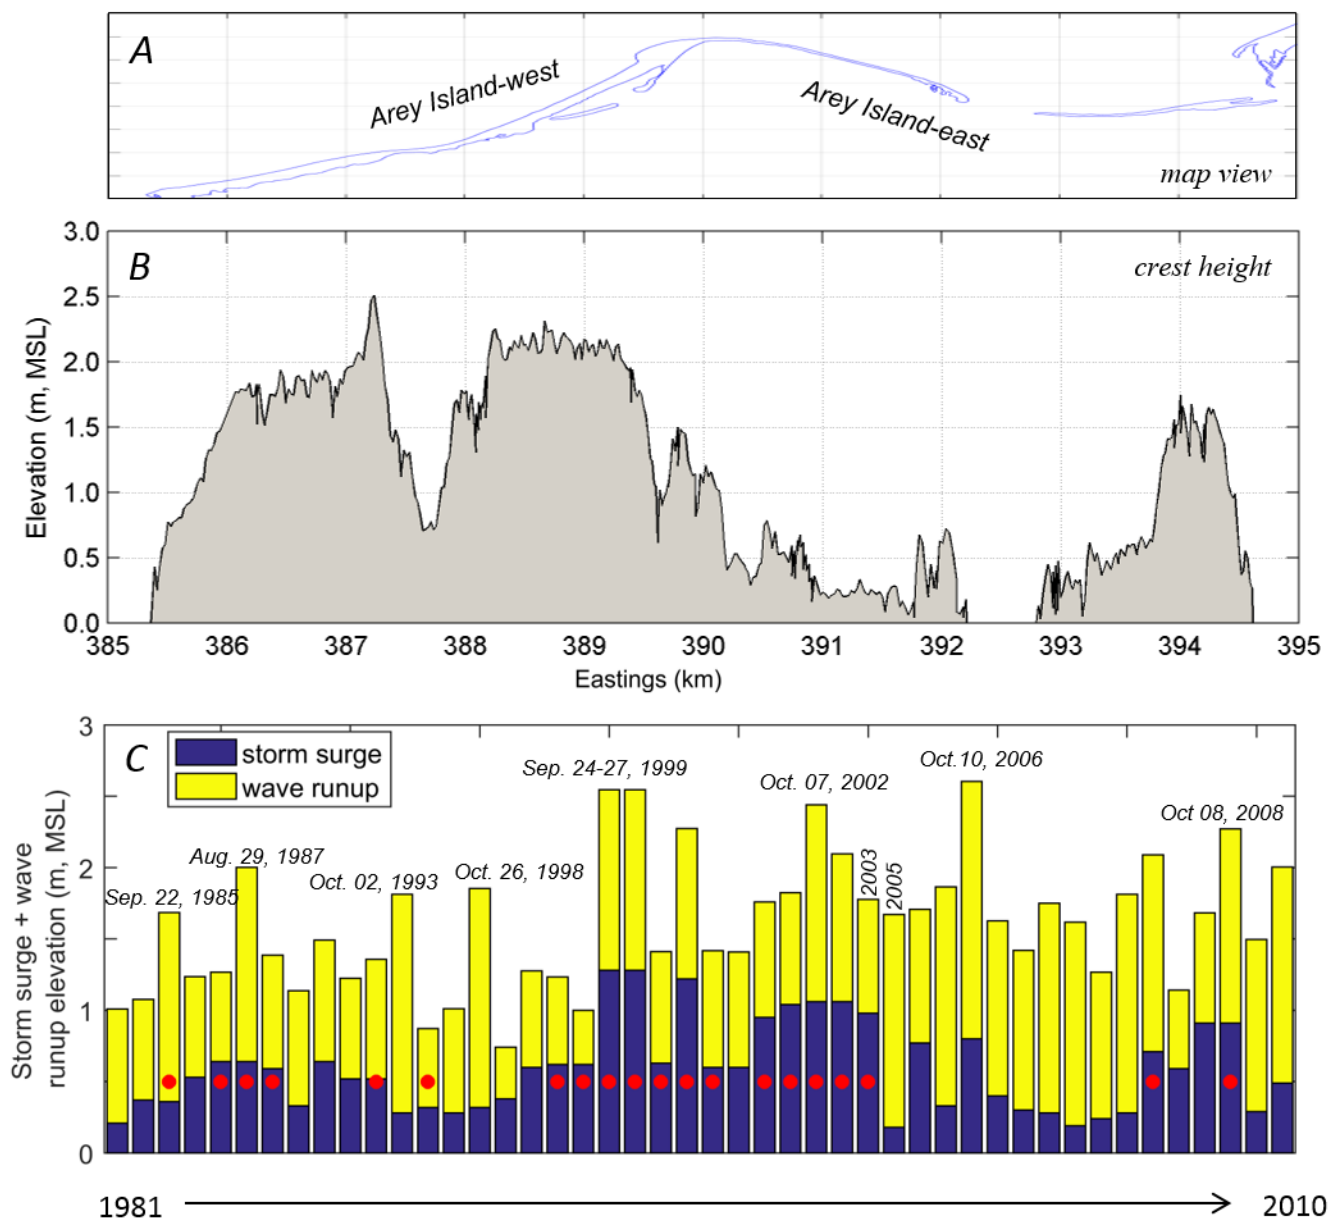 A
Arey Island-west
Arey Island-east
map view
3.0
B
crest height
2.5
2.0
1.5
1.0
0.5
0.0
Elevation (m, MSL)
385 386 387 388 389 390 391 392 393 394 395
Eastings (km)
3
C
storm surge
wave runup
Sep. 24-27, 1999
Oct. 07, 2002
Oct.10, 2006
Oct 08, 2008
Aug. 29, 1987
Oct. 02, 1993
Oct. 26, 1998
Sep. 22, 1985
2003
2005
2
1
0
Storm surge + wave
runup elevation (m, MSL)
1981
2010